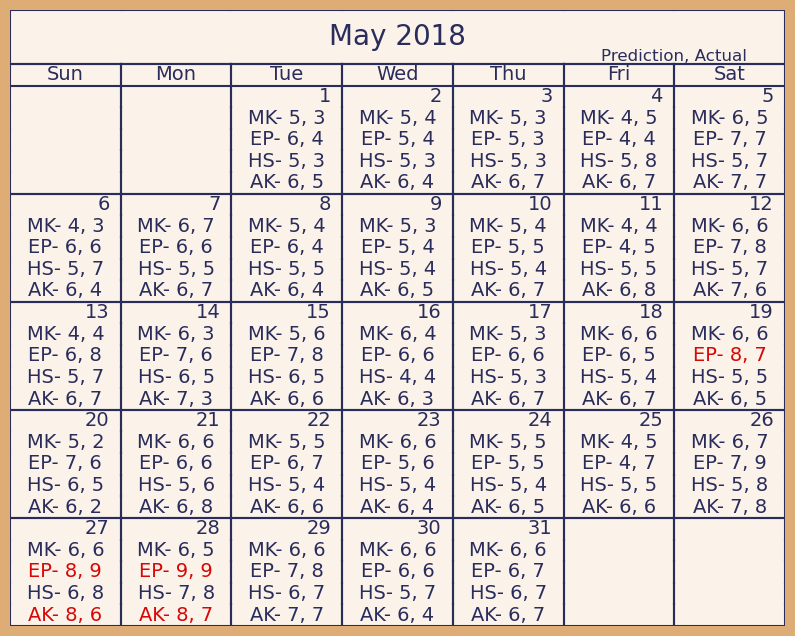 May 2018
Prediction, Actual
Sun Mon Tue Wed Thu Fri Sat
1 2 3 4 5
MK- 5, 3 MK- 5, 4 MK- 5, 3 MK- 4, 5 MK- 6, 5
EP- 6, 4 EP- 5, 4 EP- 5, 3 EP- 4, 4 EP- 7, 7
HS- 5, 3 HS- 5, 3 HS- 5, 3 HS- 5, 8 HS- 5, 7
AK- 6, 5 AK- 6, 4 AK- 6, 7 AK- 6, 7 AK- 7, 7
6 7 8 9 10 11 12
MK- 4, 3 MK- 6, 7 MK- 5, 4 MK- 5, 3 MK- 5, 4 MK- 4, 4 MK- 6, 6
EP- 6, 6 EP- 6, 6 EP- 6, 4 EP- 5, 4 EP- 5, 5 EP- 4, 5 EP- 7, 8
HS- 5, 7 HS- 5, 5 HS- 5, 5 HS- 5, 4 HS- 5, 4 HS- 5, 5 HS- 5, 7
AK- 6, 4 AK- 6, 7 AK- 6, 4 AK- 6, 5 AK- 6, 7 AK- 6, 8 AK- 7, 6
13 14 15 16 17 18 19
MK- 4, 4 MK- 6, 3 MK- 5, 6 MK- 6, 4 MK- 5, 3 MK- 6, 6 MK- 6, 6
EP- 6, 8 EP- 7, 6 EP- 7, 8 EP- 6, 6 EP- 6, 6 EP- 6, 5 EP- 8, 7
HS- 5, 7 HS- 6, 5 HS- 6, 5 HS- 4, 4 HS- 5, 3 HS- 5, 4 HS- 5, 5
AK- 6, 7 AK- 7, 3 AK- 6, 6 AK- 6, 3 AK- 6, 7 AK- 6, 7 AK- 6, 5
20 21 22 23 24 25 26
MK- 5, 2 MK- 6, 6 MK- 5, 5 MK- 6, 6 MK- 5, 5 MK- 4, 5 MK- 6, 7
EP- 7, 6 EP- 6, 6 EP- 6, 7 EP- 5, 6 EP- 5, 5 EP- 4, 7 EP- 7, 9
HS- 6, 5 HS- 5, 6 HS- 5, 4 HS- 5, 4 HS- 5, 4 HS- 5, 5 HS- 5, 8
AK- 6, 2 AK- 6, 8 AK- 6, 6 AK- 6, 4 AK- 6, 5 AK- 6, 6 AK- 7, 8
27 28 29 30 31
MK- 6, 6 MK- 6, 5 MK- 6, 6 MK- 6, 6 MK- 6, 6
EP- 8, 9 EP- 9, 9 EP- 7, 8 EP- 6, 6 EP- 6, 7
HS- 6, 8 HS- 7, 8 HS- 6, 7 HS- 5, 7 HS- 6, 7
AK- 8, 6 AK- 8, 7 AK- 7, 7 AK- 6, 4 AK- 6, 7